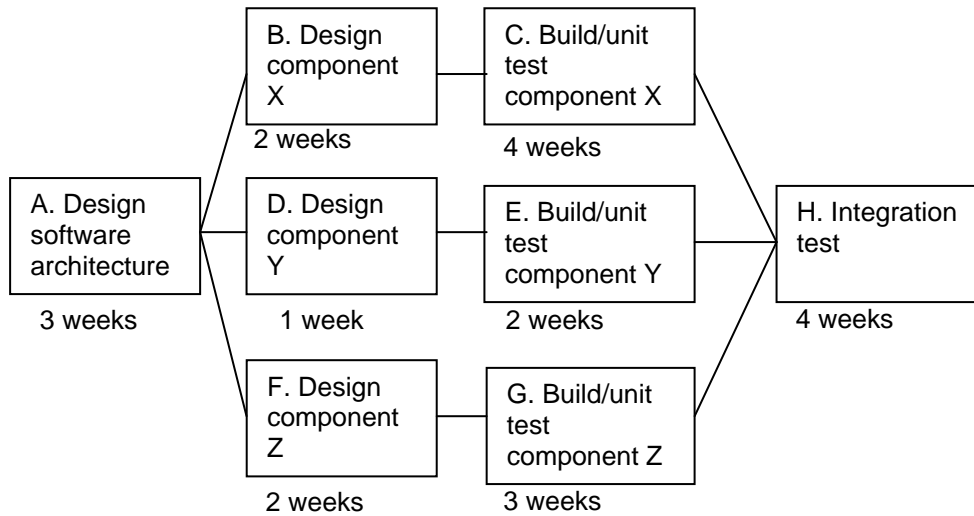 B. Design
component
X
2 weeks
C. Build/unit
test
component X
4 weeks
A. Design
software
architecture
3 weeks
D. Design
component
Y
1 week
E. Build/unit
test
component Y
2 weeks
H. Integration
test
4 weeks
F. Design
component
Z
2 weeks
G. Build/unit
test
component Z
3 weeks